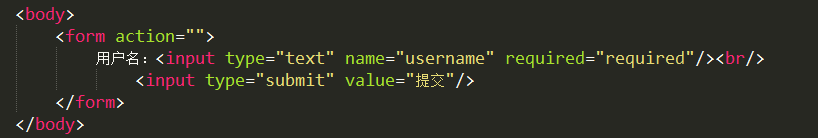 <body>
<form action="">
用户名：<input type="text" name="username" required="required"/><br/>
<input type="submit" value="提交"/>
</form>
</body>